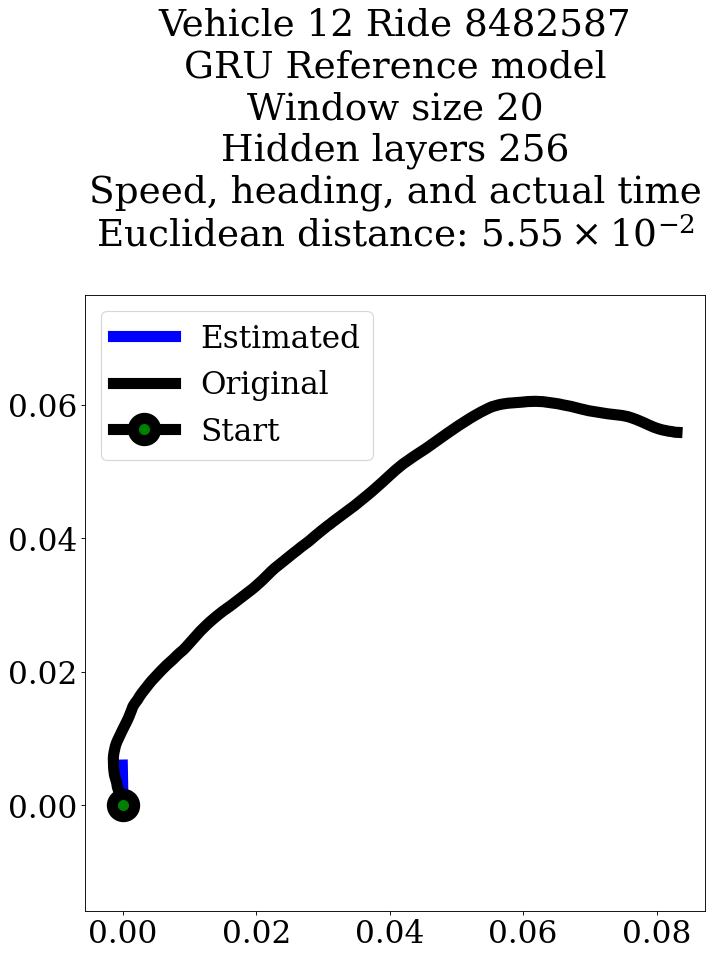 Vehicle 12 Ride 8482587
GRU Reference model
Window size 20
Hidden layers 256
Speed, heading, and actual time
Euclidean distance: 5.55 × 10⁻²
Estimated
Original
Start
0.06
0.04
0.02
0.00
0.00 0.02 0.04 0.06 0.08